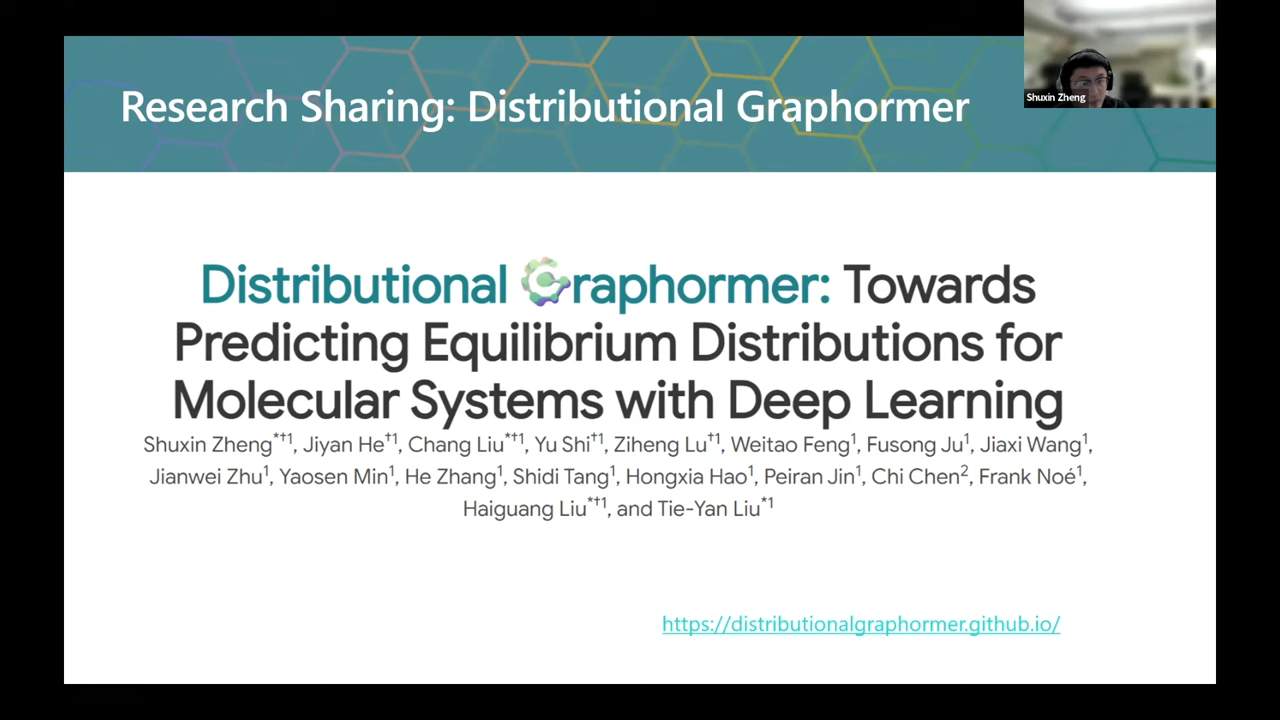 Research Sharing: Distributional Graphormer
Shuxin Zheng
Distributional Graphormer: Towards
Predicting Equilibrium Distributions for
Molecular Systems with Deep Learning
Shuxin Zheng*†1, Jiyan He†1, Chang Liu*†1, Yu Shi†1, Ziheng Lu†1, Weitao Feng1, Fusong Ju1, Jiaxi Wang1,
Jianwei Zhu1, Yaosen Min1, He Zhang1, Shidi Tang1, Hongxia Hao1, Peiran Jin1, Chi Chen2, Frank Noé1,
Haiguang Liu*†1, and Tie-Yan Liu*1
https://distributionalgraphormer.github.io/